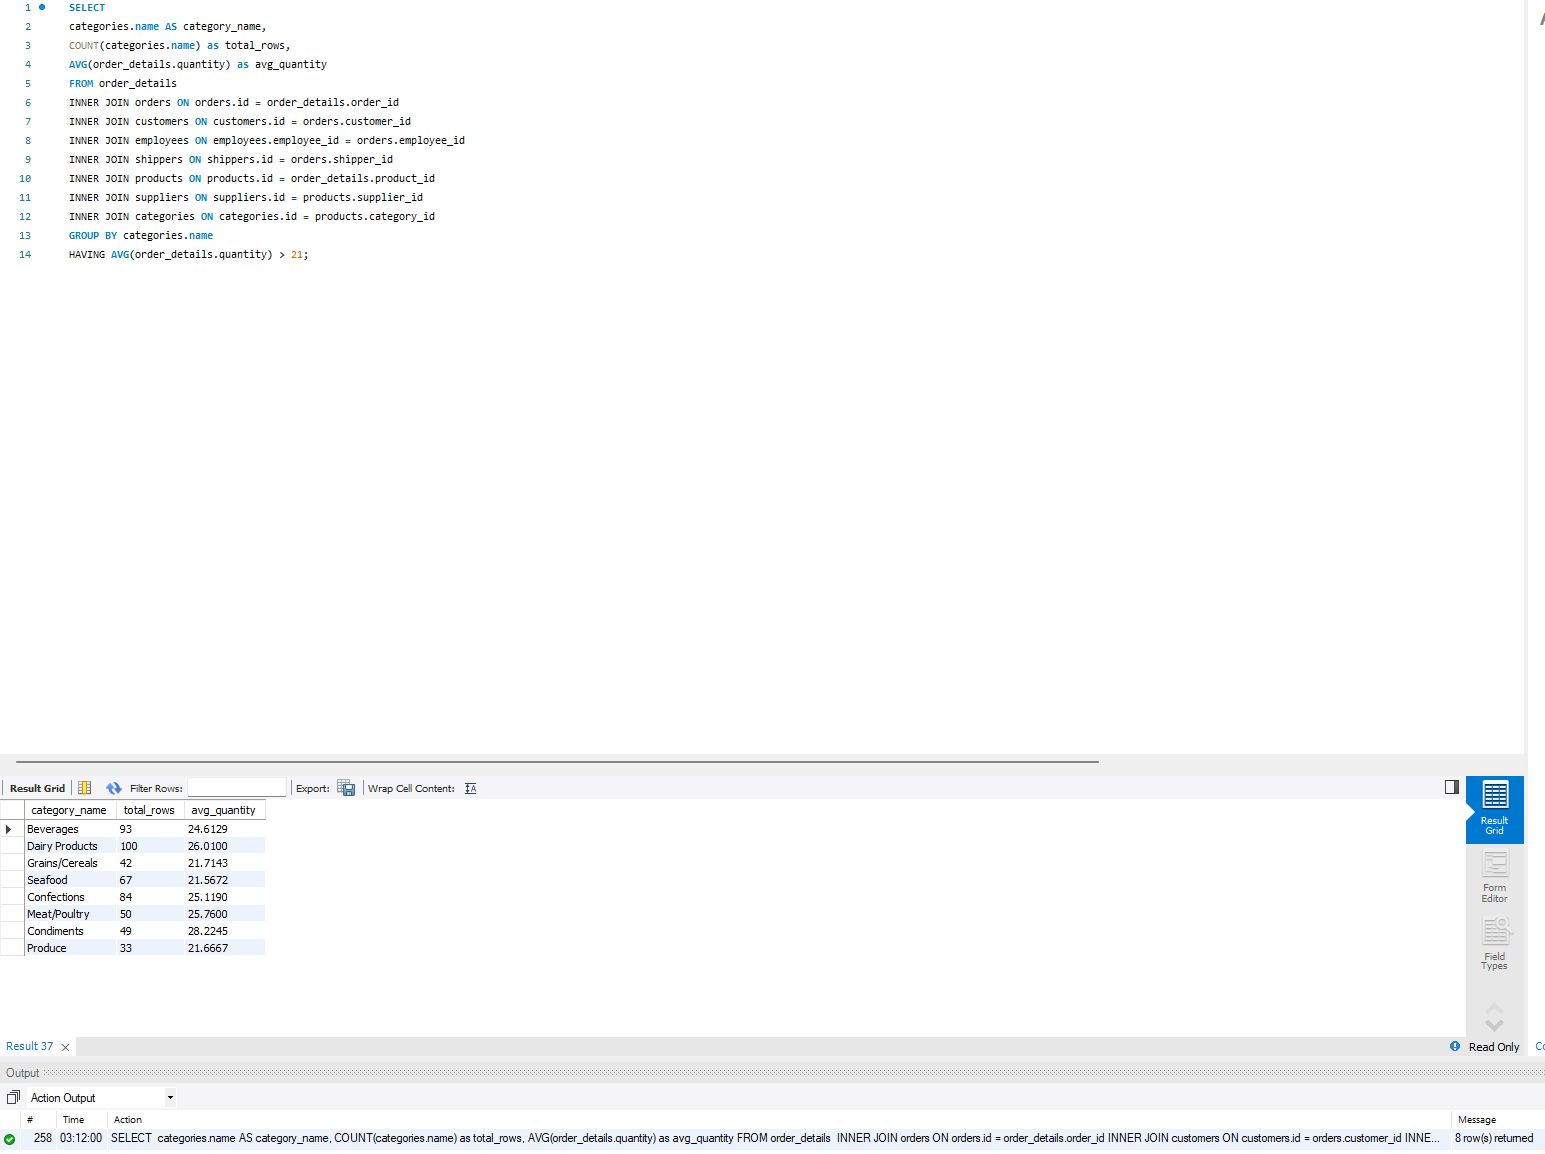 1 SELECT
2 categories.name AS category_name,
3 COUNT(categories.name) as total_rows,
4 AVG(order_details.quantity) as avg_quantity
5 FROM order_details
6 INNER JOIN orders ON orders.id = order_details.order_id
7 INNER JOIN customers ON customers.id = orders.customer_id
8 INNER JOIN employees ON employees.employee_id = orders.employee_id
9 INNER JOIN shippers ON shippers.id = orders.shipper_id
10 INNER JOIN products ON products.id = order_details.product_id
11 INNER JOIN suppliers ON suppliers.id = products.supplier_id
12 INNER JOIN categories ON categories.id = products.category_id
13 GROUP BY categories.name
14 HAVING AVG(order_details.quantity) > 21;
Result Grid Filter Rows: Export: Wrap Cell Content:
category_name total_rows avg_quantity
Beverages 93 24.6129
Dairy Products 100 26.0100
Grains/Cereals 42 21.7143
Seafood 67 21.5672
Confections 84 25.1190
Meat/Poultry 50 25.7600
Condiments 49 28.2245
Produce 33 21.6667
Result
Grid
Form
Editor
Field
Types
Result 37 Read Only
Output
Action Output
# Time Action Message
258 03:12:00 SELECT categories.name AS category_name, COUNT(categories.name) as total_rows, AVG(order_details.quantity) as avg_quantity FROM order_details INNER JOIN orders ON orders.id = order_details.order_id INNER JOIN customers ON customers.id = orders.customer_id INNE... 8 row(s) returned